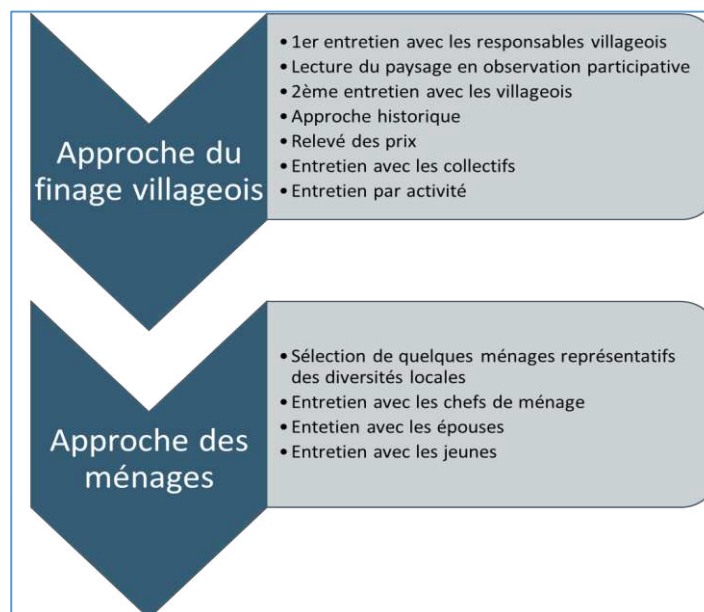 Approche du
finage villageois
• 1er entretien avec les responsables villageois
• Lecture du paysage en observation participative
• 2ème entretien avec les villageois
• Approche historique
• Relevé des prix
• Entretien avec les collectifs
• Entretien par activité
Approche des
ménages
• Sélection de quelques ménages représentatifs
des diversités locales
• Entretien avec les chefs de ménage
• Entetien avec les épouses
• Entretien avec les jeunes